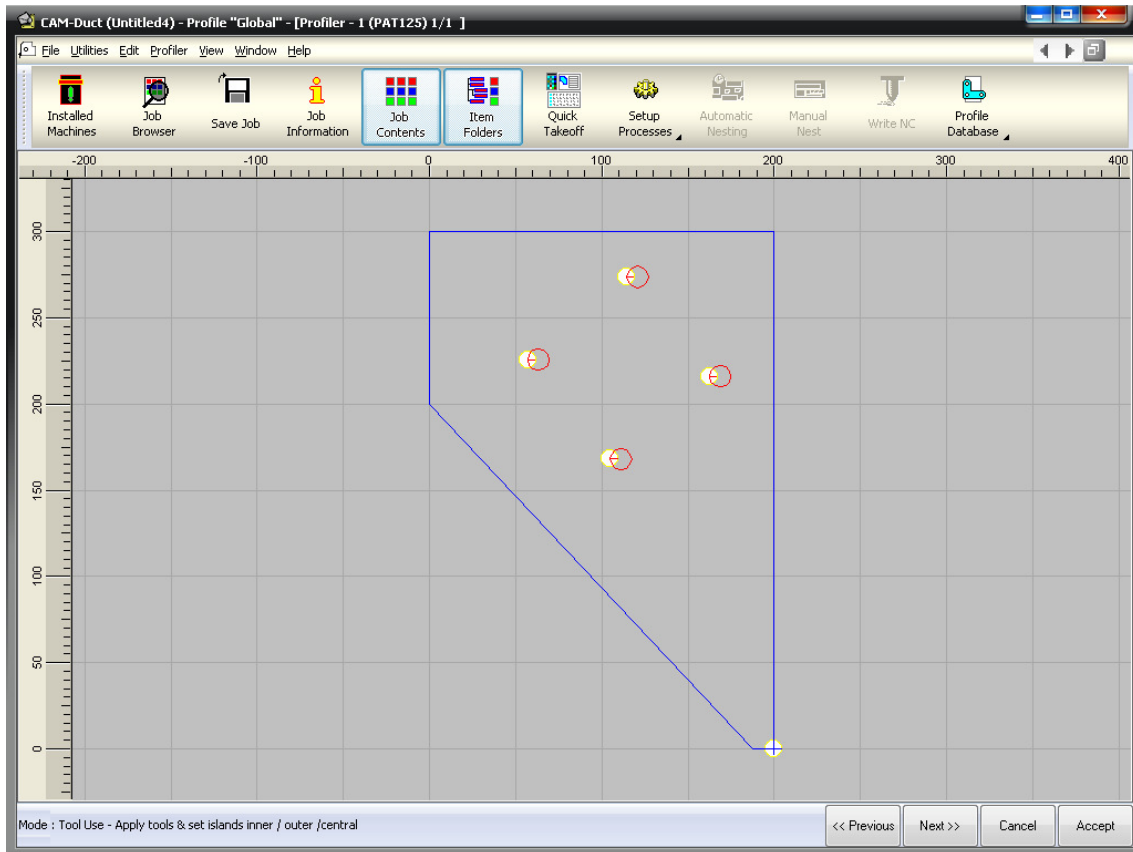 CAM-Duct (Untitled4) - Profile "Global" - [Profiler - 1 (PAT125) 1/1 ]
File Utilities Edit Profiler View Window Help
Installed Machines
Job Browser
Save Job
Job Information
Job Contents
Item Folders
Quick Takeoff
Setup Processes
Automatic Nesting
Manual Nest
Write NC
Profile Database
-200 -100 0 100 200 300 400
300
250
200
150
100
50
0
Mode : Tool Use - Apply tools & set islands inner / outer /central
<< Previous Next >> Cancel Accept